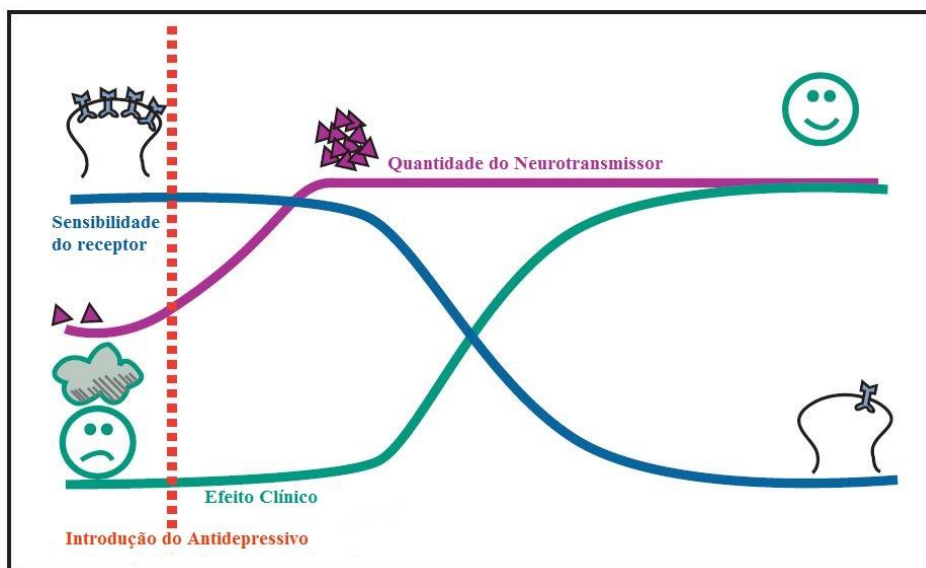 Quantidade do Neurotransmissor
Sensibilidade
do receptor
Efeito Clínico
Introdução do Antidepressivo